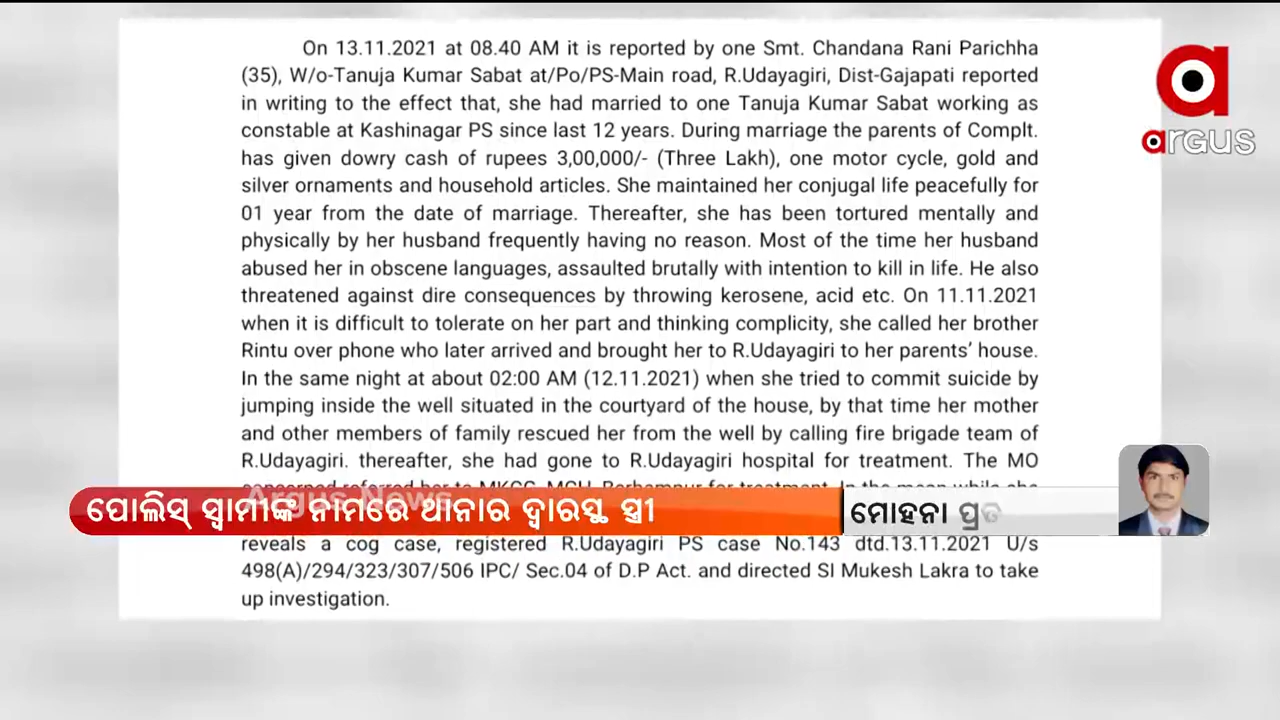 On 13.11.2021 at 08.40 AM it is reported by one Smt. Chandana Rani Parichha
(35), W/o-Tanuja Kumar Sabat at/Po/PS-Main road, R.Udayagiri, Dist-Gajapati reported
in writing to the effect that, she had married to one Tanuja Kumar Sabat working as
constable at Kashinagar PS since last 12 years. During marriage the parents of Complt.
has given dowry cash of rupees 3,00,000/- (Three Lakh), one motor cycle, gold and
silver ornaments and household articles. She maintained her conjugal life peacefully for
01 year from the date of marriage. Thereafter, she has been tortured mentally and
physically by her husband frequently having no reason. Most of the time her husband
abused her in obscene languages, assaulted brutally with intention to kill in life. He also
threatened against dire consequences by throwing kerosene, acid etc. On 11.11.2021
when it is difficult to tolerate on her part and thinking complicity, she called her brother
Rintu over phone who later arrived and brought her to R.Udayagiri to her parents’ house.
In the same night at about 02:00 AM (12.11.2021) when she tried to commit suicide by
jumping inside the well situated in the courtyard of the house, by that time her mother
and other members of family rescued her from the well by calling fire brigade team of
R.Udayagiri. thereafter, she had gone to R.Udayagiri hospital for treatment. The MO
reveals a cog case, registered R.Udayagiri PS case No.143 dtd.13.11.2021 U/s
498(A)/294/323/307/506 IPC/ Sec.04 of D.P Act. and directed SI Mukesh Lakra to take
up investigation.
argus
Argus News
ପୋଲିସ୍ ସ୍ୱାମୀଙ୍କ ନାମରେ ଥାନାର ଦ୍ୱାରସ୍ଥ ସ୍ତ୍ରୀ
ମୋହନା